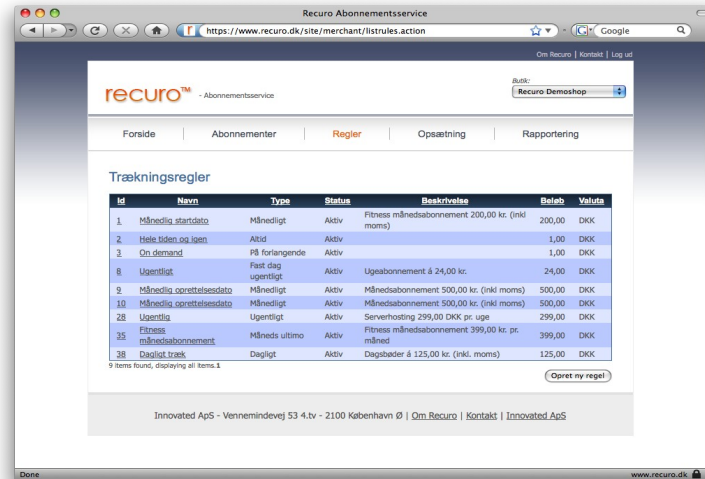 Recuro Abonnementsservice
https://www.recuro.dk/site/merchant/listrules.action
Google
Om Recuro | Kontakt | Log ud
recuro™ - Abonnementsservice
Butik:
Recuro Demoshop
Forside Abonnementer Regler Opsætning Rapportering
Trækningsregler
Id Navn Type Status Beskrivelse Beløb Valuta
1 Månedlig startdato Månedligt Aktiv Fitness månedsabonnement 200,00 kr. (inkl moms) 200,00 DKK
2 Hele tiden og igen Altid Aktiv 1,00 DKK
3 On demand På forlangende Aktiv 1,00 DKK
8 Ugentligt Fast dag ugentligt Aktiv Ugeabonnement á 24,00 kr. 24,00 DKK
9 Månedlig oprettelsesdato Månedligt Aktiv Månedsabonnement 500,00 kr. (inkl moms) 500,00 DKK
10 Månedlig oprettelsesdato Månedligt Aktiv Månedsabonnement 500,00 kr. (inkl moms) 500,00 DKK
28 Ugentlig Ugentligt Aktiv Serverhosting 299,00 DKK pr. uge 299,00 DKK
35 Fitness månedsabonnement Måneds ultimo Aktiv Fitness månedsabonnement 399,00 kr. pr. måned 399,00 DKK
38 Dagligt træk Dagligt Aktiv Dagsbøder á 125,00 kr. (inkl. moms) 125,00 DKK
9 items found, displaying all items.1
Opret ny regel
Innovated ApS - Vennemindevej 53 4.tv - 2100 København Ø | Om Recuro | Kontakt | Innovated ApS
Done
www.recuro.dk